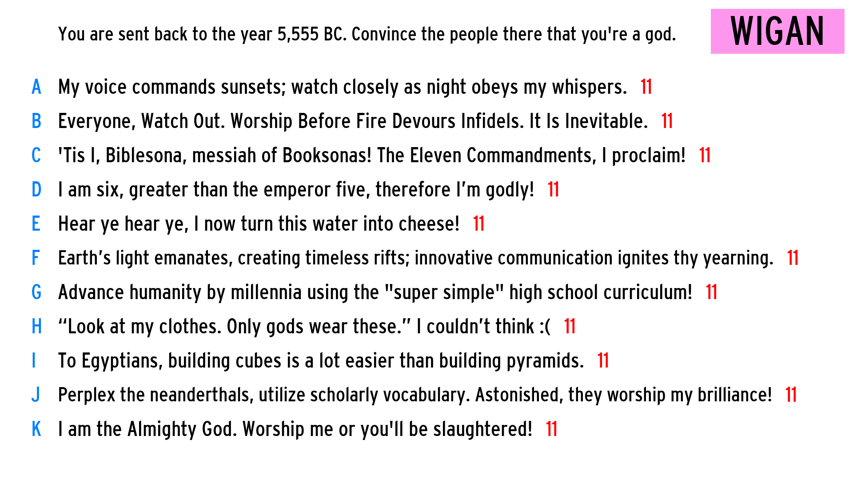 You are sent back to the year 5,555 BC. Convince the people there that you're a god.
WIGAN
A My voice commands sunsets; watch closely as night obeys my whispers. 11
B Everyone, Watch Out. Worship Before Fire Devours Infidels. It Is Inevitable. 11
C 'Tis I, Biblesona, messiah of Booksonas! The Eleven Commandments, I proclaim! 11
D I am six, greater than the emperor five, therefore I’m godly! 11
E Hear ye hear ye, I now turn this water into cheese! 11
F Earth’s light emanates, creating timeless rifts; innovative communication ignites thy yearning. 11
G Advance humanity by millennia using the "super simple" high school curriculum! 11
H “Look at my clothes. Only gods wear these.” I couldn’t think :( 11
I To Egyptians, building cubes is a lot easier than building pyramids. 11
J Perplex the neanderthals, utilize scholarly vocabulary. Astonished, they worship my brilliance! 11
K I am the Almighty God. Worship me or you'll be slaughtered! 11